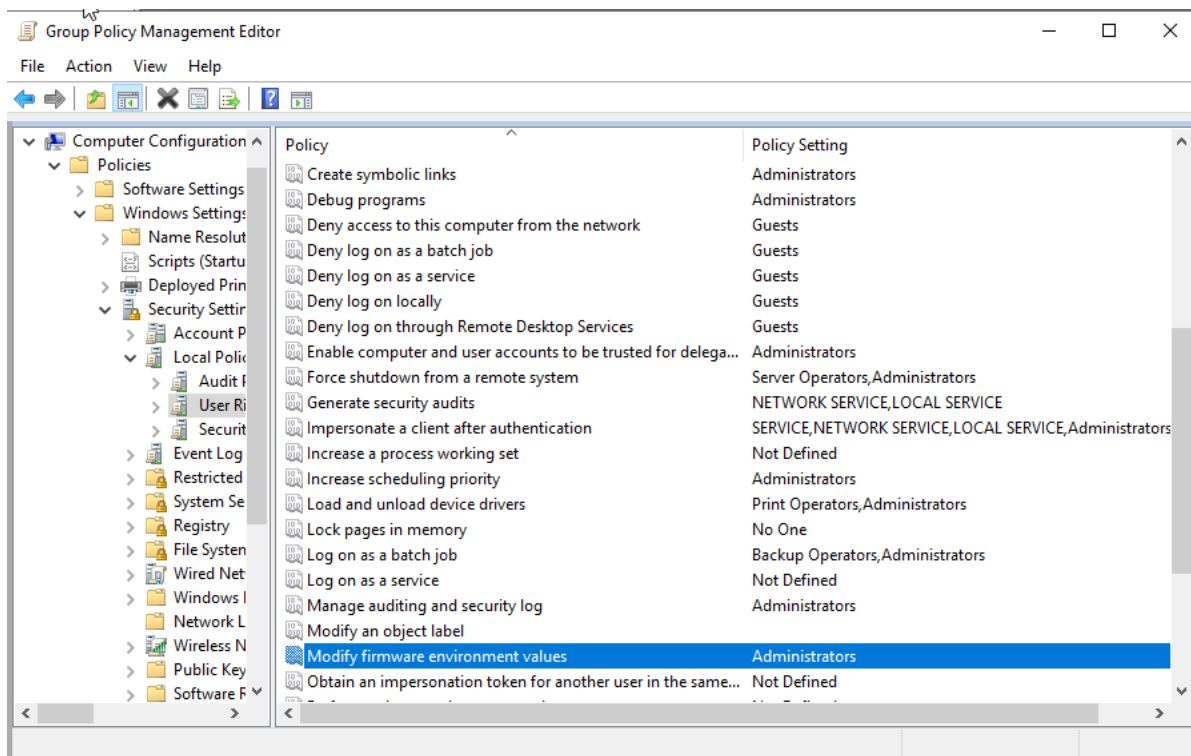 Group Policy Management Editor
File Action View Help
Computer Configuration
Policies
Software Settings
Windows Settings
Name Resolut
Scripts (Startu
Deployed Prin
Security Settin
Account P
Local Polic
Audit P
User Ri
Securit
Event Log
Restricted
System Se
Registry
File System
Wired Net
Windows
Network L
Wireless N
Public Key
Software R
Policy Policy Setting
Create symbolic links Administrators
Debug programs Administrators
Deny access to this computer from the network Guests
Deny log on as a batch job Guests
Deny log on as a service Guests
Deny log on locally Guests
Deny log on through Remote Desktop Services Guests
Enable computer and user accounts to be trusted for delega... Administrators
Force shutdown from a remote system Server Operators,Administrators
Generate security audits NETWORK SERVICE,LOCAL SERVICE
Impersonate a client after authentication SERVICE,NETWORK SERVICE,LOCAL SERVICE,Administrators
Increase a process working set Not Defined
Increase scheduling priority Administrators
Load and unload device drivers Print Operators,Administrators
Lock pages in memory No One
Log on as a batch job Backup Operators,Administrators
Log on as a service Not Defined
Manage auditing and security log Administrators
Modify an object label
Modify firmware environment values Administrators
Obtain an impersonation token for another user in the same... Not Defined